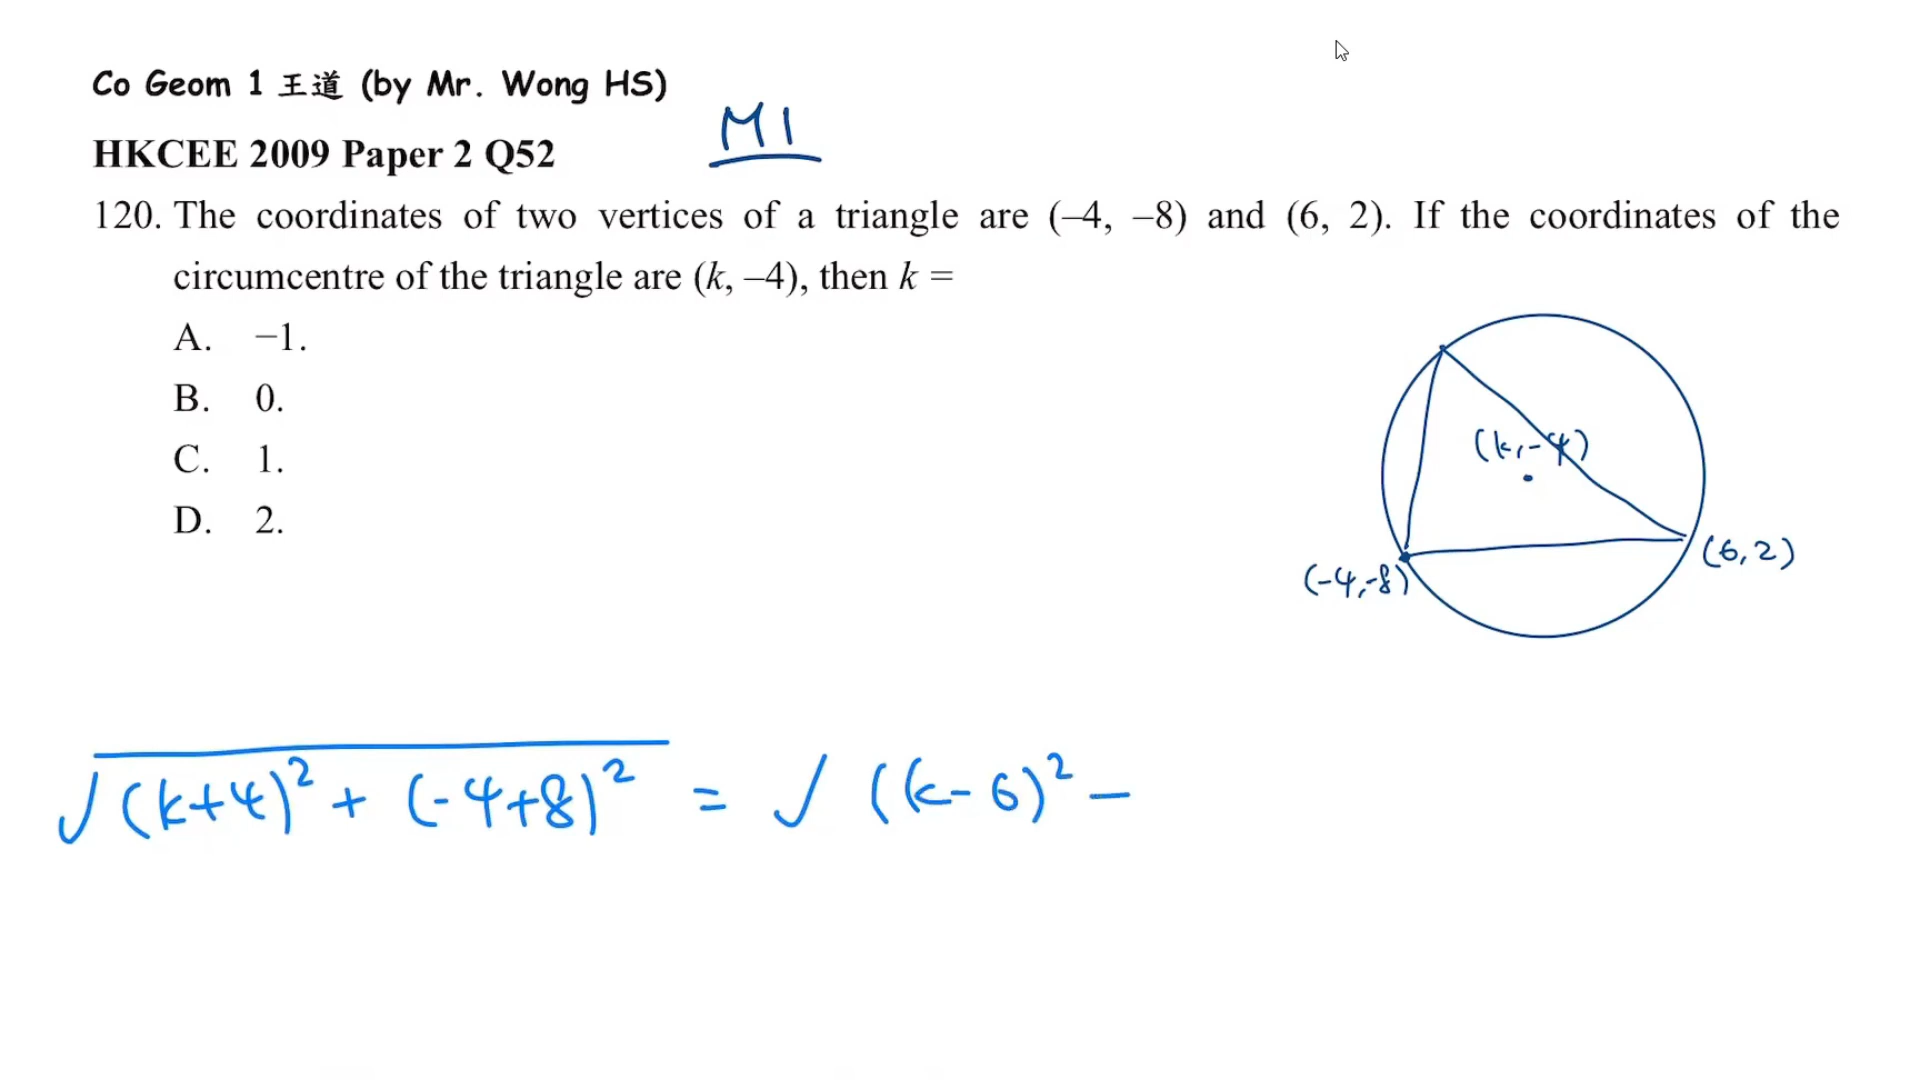 Co Geom 1 王道 (by Mr. Wong HS)
M1
HKCEE 2009 Paper 2 Q52
120. The coordinates of two vertices of a triangle are (–4, –8) and (6, 2). If the coordinates of the
circumcentre of the triangle are (k, –4), then k =
A. −1.
B. 0.
C. 1.
D. 2.
(k,-4)
(6,2)
(-4,-8)
√(k+4)² + (-4+8)² = √ ((k-6)² −